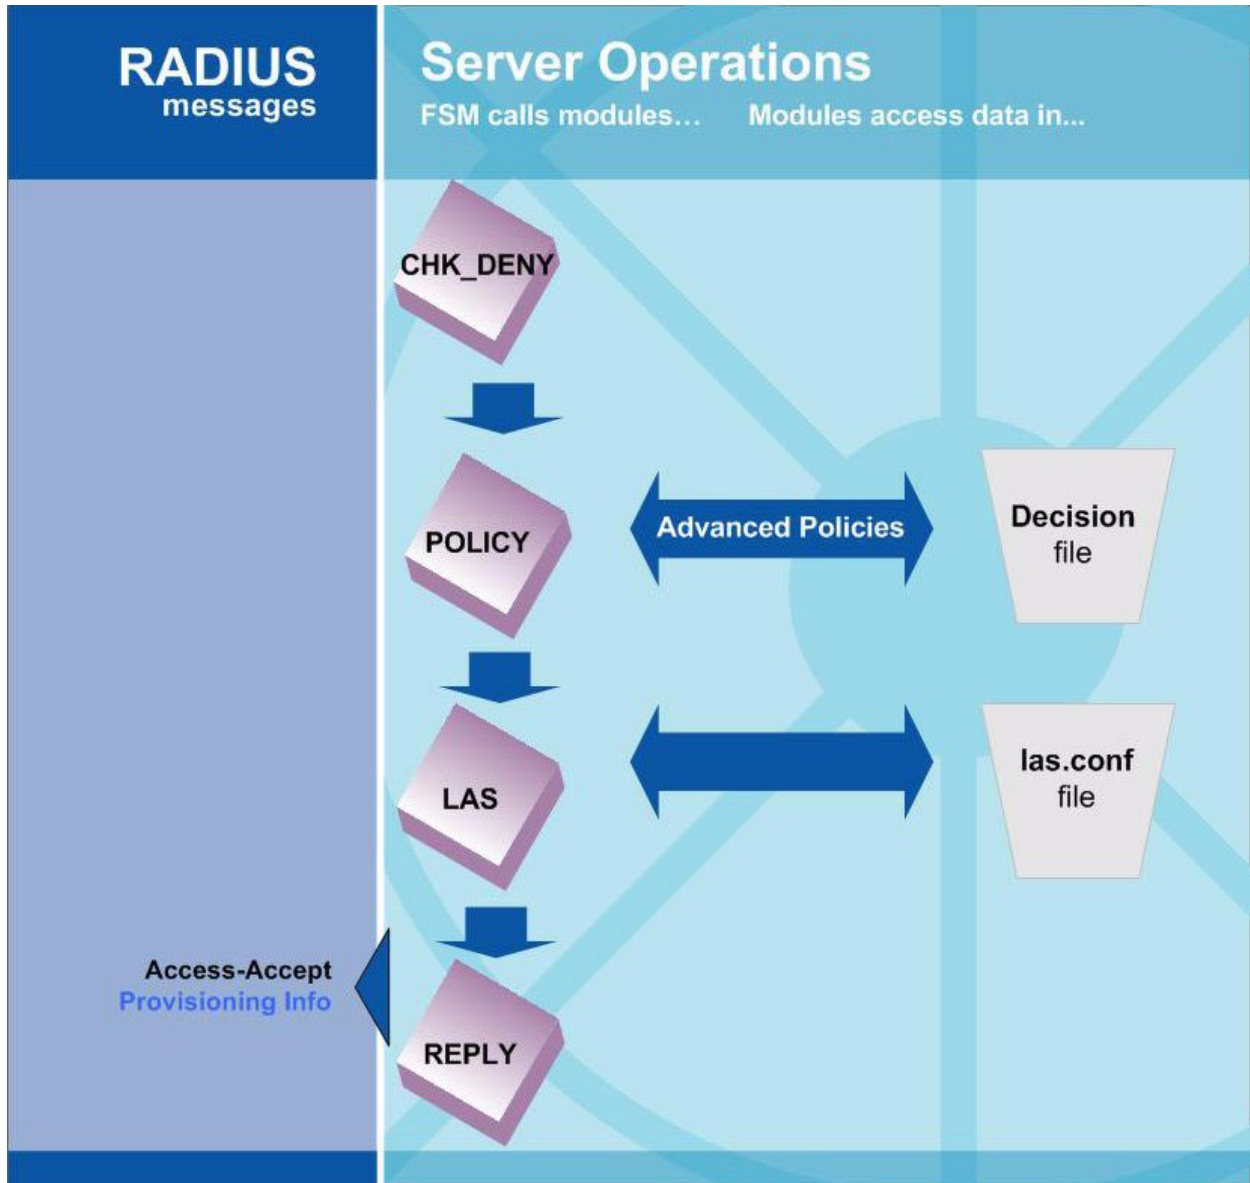 RADIUS
messages
Server Operations
FSM calls modules… Modules access data in...
CHK_DENY
POLICY
Advanced Policies
Decision
file
LAS
las.conf
file
Access-Accept
Provisioning Info
REPLY